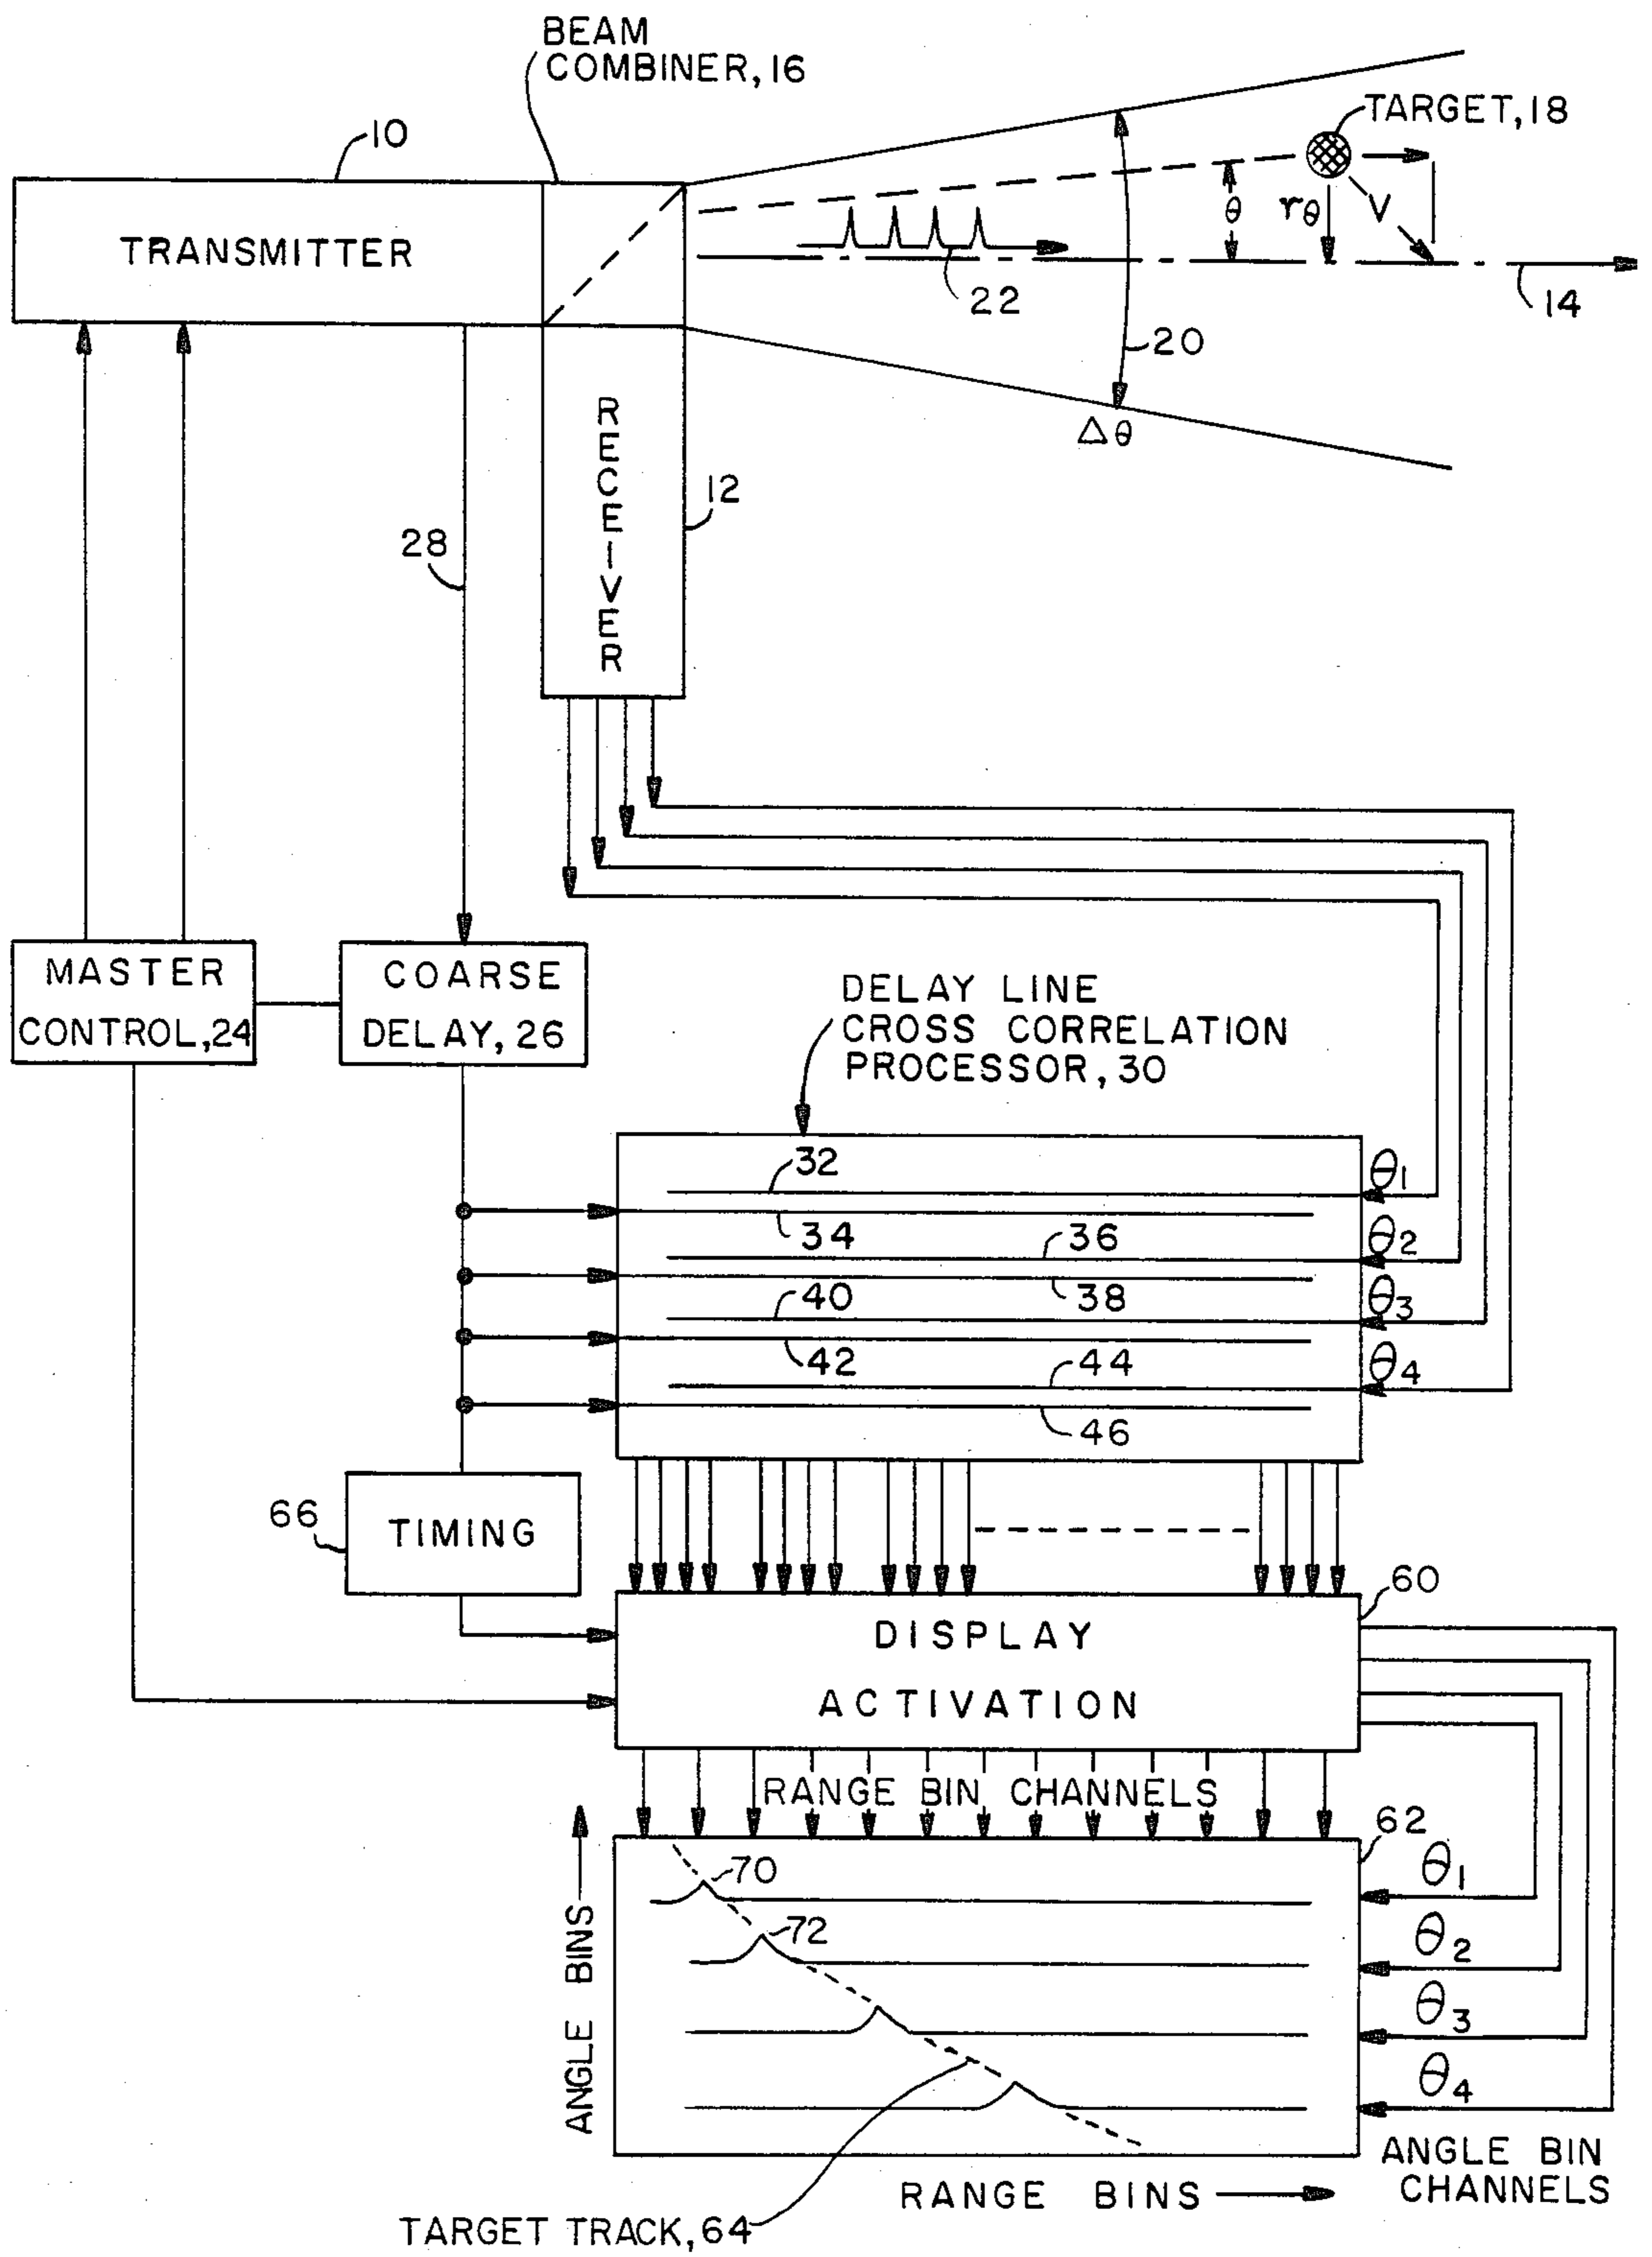 BEAM
COMBINER,16
10
TARGET,18
TRANSMITTER
θ
rθ
V
22
14
20
Δθ
RECEIVER
12
28
MASTER
CONTROL,24
COARSE
DELAY, 26
DELAY LINE
CROSS CORRELATION
PROCESSOR, 30
32
θ1
34
36
θ2
40
38
θ3
42
44
θ4
46
66
TIMING
60
DISPLAY
ACTIVATION
RANGE BIN CHANNELS
62
70
θ1
72
θ2
ANGLE BINS
θ3
θ4
ANGLE BIN
CHANNELS
RANGE BINS
TARGET TRACK, 64